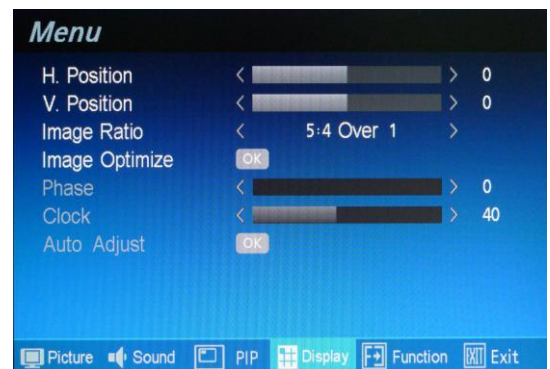 Menu
H. Position < > 0
V. Position < > 0
Image Ratio < 5:4 Over 1 >
Image Optimize OK
Phase < > 0
Clock < > 40
Auto Adjust OK
Picture Sound PIP Display Function EXIT Exit